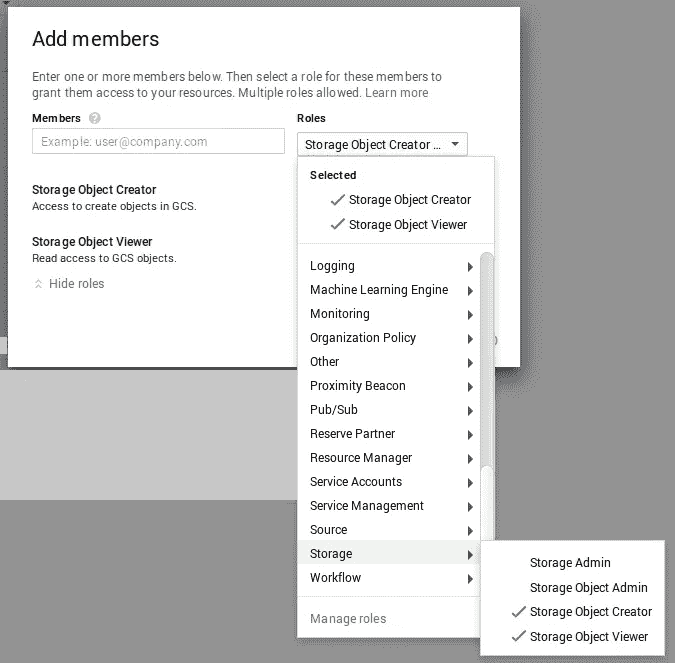 Add members
Enter one or more members below. Then select a role for these members to
grant them access to your resources. Multiple roles allowed. Learn more
Members ?
Roles
Example: user@company.com
Storage Object Creator ...
Storage Object Creator
Access to create objects in GCS.
Storage Object Viewer
Read access to GCS objects.
Hide roles
Selected
Storage Object Creator
Storage Object Viewer
Logging
Machine Learning Engine
Monitoring
Organization Policy
Other
Proximity Beacon
Pub/Sub
Reserve Partner
Resource Manager
Service Accounts
Service Management
Source
Storage
Workflow
Manage roles
Storage Admin
Storage Object Admin
Storage Object Creator
Storage Object Viewer